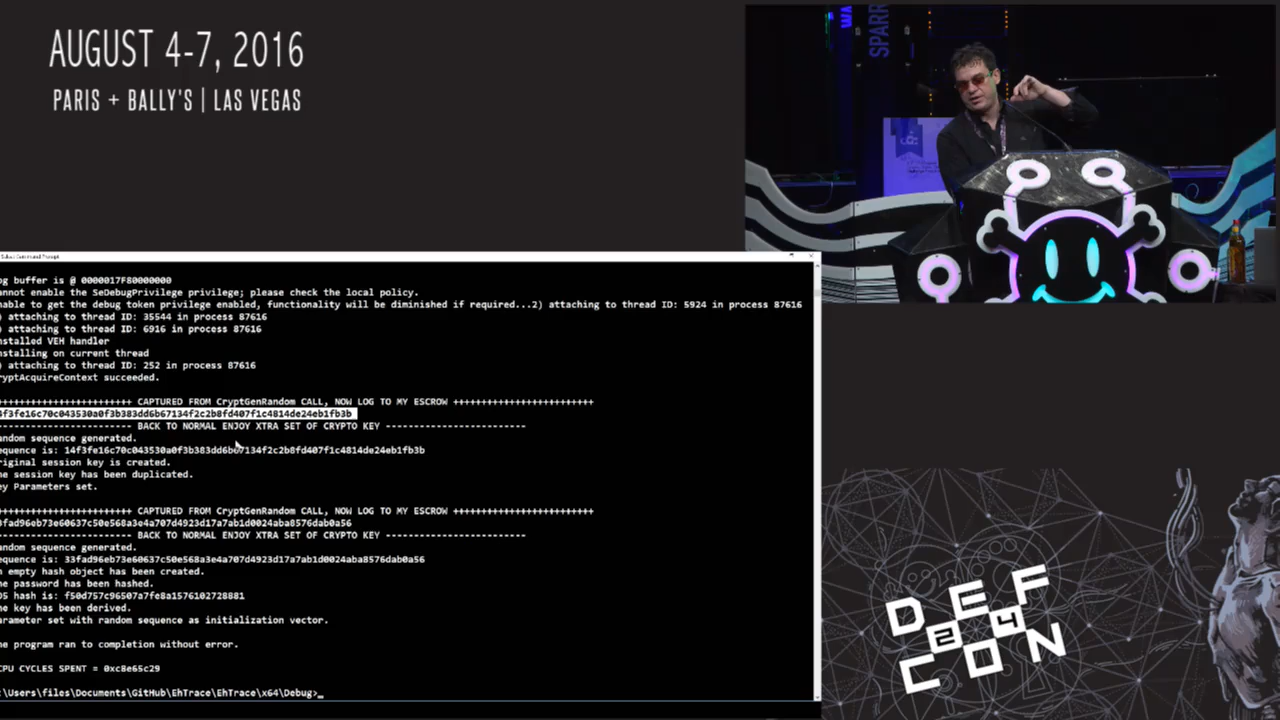 AUGUST 4-7, 2016
PARIS + BALLY'S | LAS VEGAS
SPARR
og buffer is @ 0000017F80000000
annot enable the SeDebugPrivilege privilege; please check the local policy.
nable to get the debug token privilege enabled, functionality will be diminished if required...2) attaching to thread ID: 5924 in process 87616
) attaching to thread ID: 35544 in process 87616
) attaching to thread ID: 6916 in process 87616
nstalled VEH handler
nstalling on current thread
) attaching to thread ID: 252 in process 87616
ryptAcquireContext succeeded.
++++++++++++++++++++++++ CAPTURED FROM CryptGenRandom CALL, NOW LOG TO MY ESCROW +++++++++++++++++++++++++
4f3fe16c70c043530a0f3b383dd6b67134f2c2b8fd407f1c4814de24eb1fb3b
------------------------ BACK TO NORMAL ENJOY XTRA SET OF CRYPTO KEY -------------------------
andom sequence generated.
equence is: 14f3fe16c70c043530a0f3b383dd6b67134f2c2b8fd407f1c4814de24eb1fb3b
riginal session key is created.
he session key has been duplicated.
ey Parameters set.
++++++++++++++++++++++++ CAPTURED FROM CryptGenRandom CALL, NOW LOG TO MY ESCROW +++++++++++++++++++++++++
3fad96eb73e60637c50e568a3e4a707d4923d17a7ab1d0024aba8576dab0a56
------------------------ BACK TO NORMAL ENJOY XTRA SET OF CRYPTO KEY -------------------------
andom sequence generated.
equence is: 33fad96eb73e60637c50e568a3e4a707d4923d17a7ab1d0024aba8576dab0a56
n empty hash object has been created.
he password has been hashed.
D5 hash is: f50d757c96507a7fe8a1576102728881
he key has been derived.
arameter set with random sequence as initialization vector.
he program ran to completion without error.
CPU CYCLES SPENT = 0xc8e65c29
:\Users\files\Documents\GitHub\EhTrace\EhTrace\x64\Debug>_
DEF
24
CON